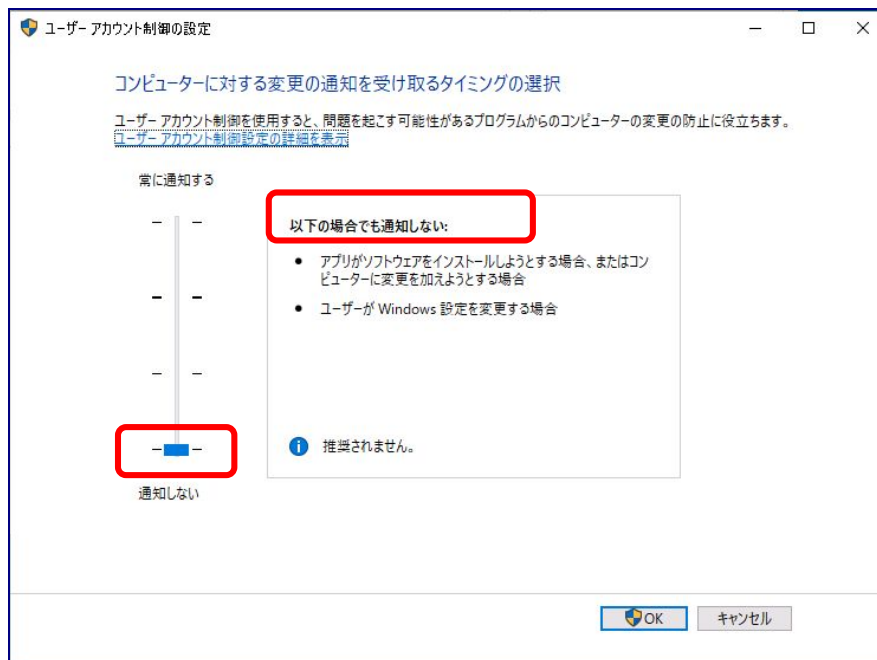 ユーザー アカウント制御の設定
コンピューターに対する変更の通知を受け取るタイミングの選択
ユーザー アカウント制御を使用すると、問題を起こす可能性があるプログラムからのコンピューターの変更の防止に役立ちます。
ユーザー アカウント制御設定の詳細を表示
常に通知する
以下の場合でも通知しない:
● アプリがソフトウェアをインストールしようとする場合、またはコン
ピューターに変更を加えようとする場合
● ユーザーが Windows 設定を変更する場合
推奨されません。
通知しない
OK
キャンセル